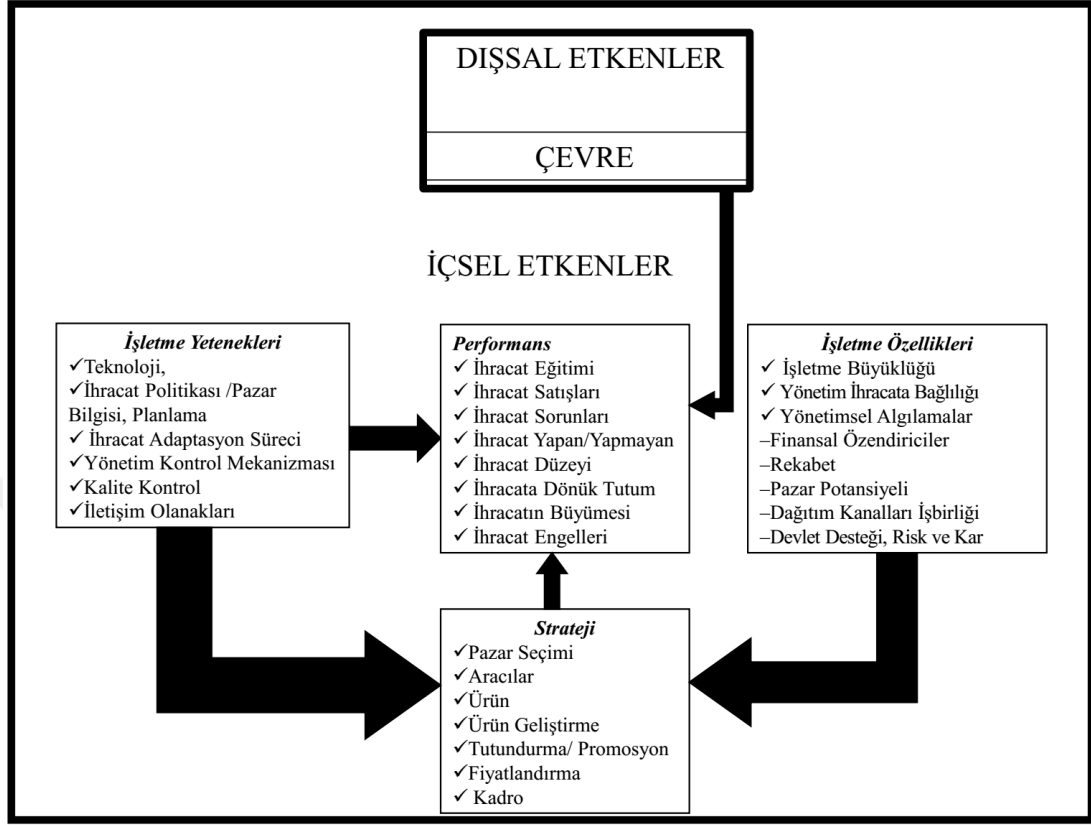 DIŞSAL ETKENLER
ÇEVRE
İÇSEL ETKENLER
İşletme Yetenekleri
✓Teknoloji,
✓İhracat Politikası /Pazar
Bilgisi, Planlama
✓ İhracat Adaptasyon Süreci
✓Yönetim Kontrol Mekanizması
✓Kalite Kontrol
✓İletişim Olanakları
Performans
✓ İhracat Eğitimi
✓ İhracat Satışları
✓ İhracat Sorunları
✓ İhracat Yapan/Yapmayan
✓ İhracat Düzeyi
✓ İhracata Dönük Tutum
✓ İhracatın Büyümesi
✓ İhracat Engelleri
İşletme Özellikleri
✓ İşletme Büyüklüğü
✓ Yönetim İhracata Bağlılığı
✓ Yönetimsel Algılamalar
–Finansal Özendiriciler
–Rekabet
–Pazar Potansiyeli
–Dağıtım Kanalları İşbirliği
–Devlet Desteği, Risk ve Kar
Strateji
✓Pazar Seçimi
✓Aracılar
✓Ürün
✓Ürün Geliştirme
✓Tutundurma/ Promosyon
✓Fiyatlandırma
✓ Kadro